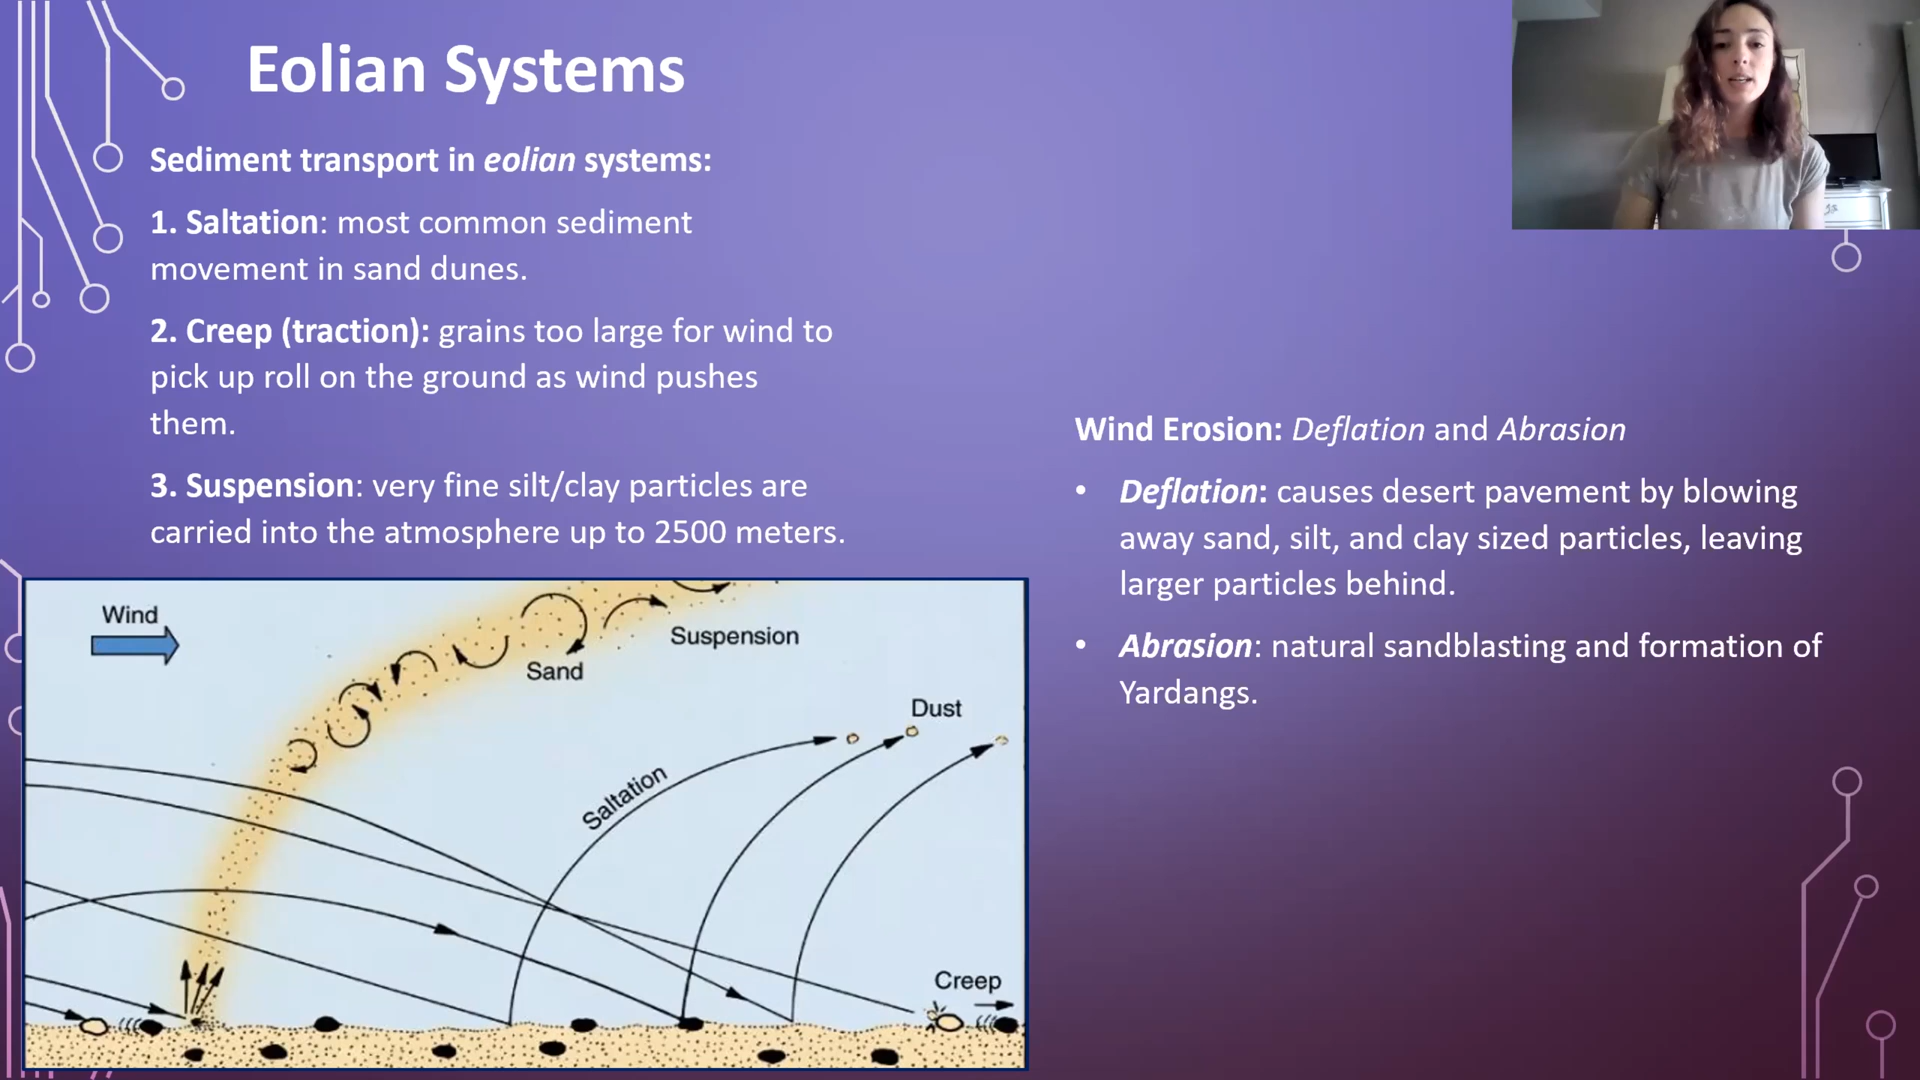 Eolian Systems
Sediment transport in eolian systems:
1. Saltation: most common sediment
movement in sand dunes.
2. Creep (traction): grains too large for wind to
pick up roll on the ground as wind pushes
them.
3. Suspension: very fine silt/clay particles are
carried into the atmosphere up to 2500 meters.
Wind
Suspension
Sand
Dust
Saltation
Creep
Wind Erosion: Deflation and Abrasion
• Deflation: causes desert pavement by blowing
away sand, silt, and clay sized particles, leaving
larger particles behind.
• Abrasion: natural sandblasting and formation of
Yardangs.